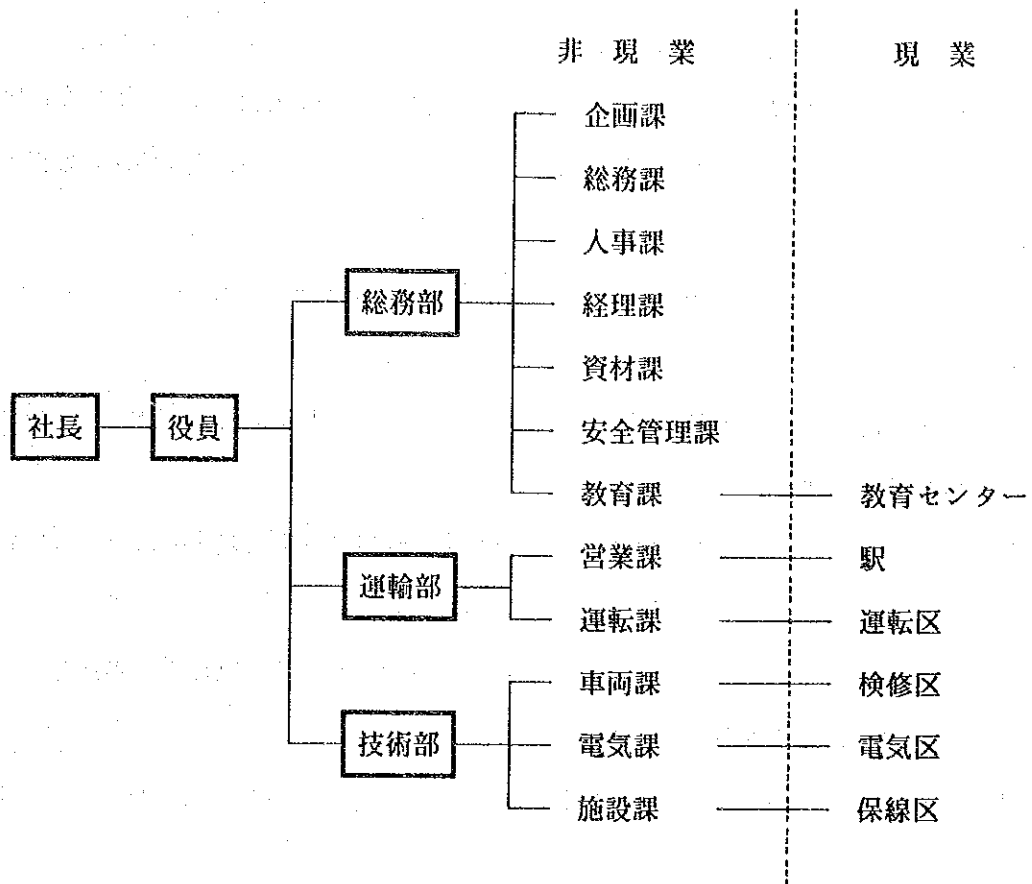 非現業 現業
企画課
総務課
人事課
総務部 経理課
資材課
社長 役員 安全管理課
教育課 教育センター
営業課 駅
運輸部
運転課 運転区
車両課 検修区
技術部 電気課 電気区
施設課 保線区